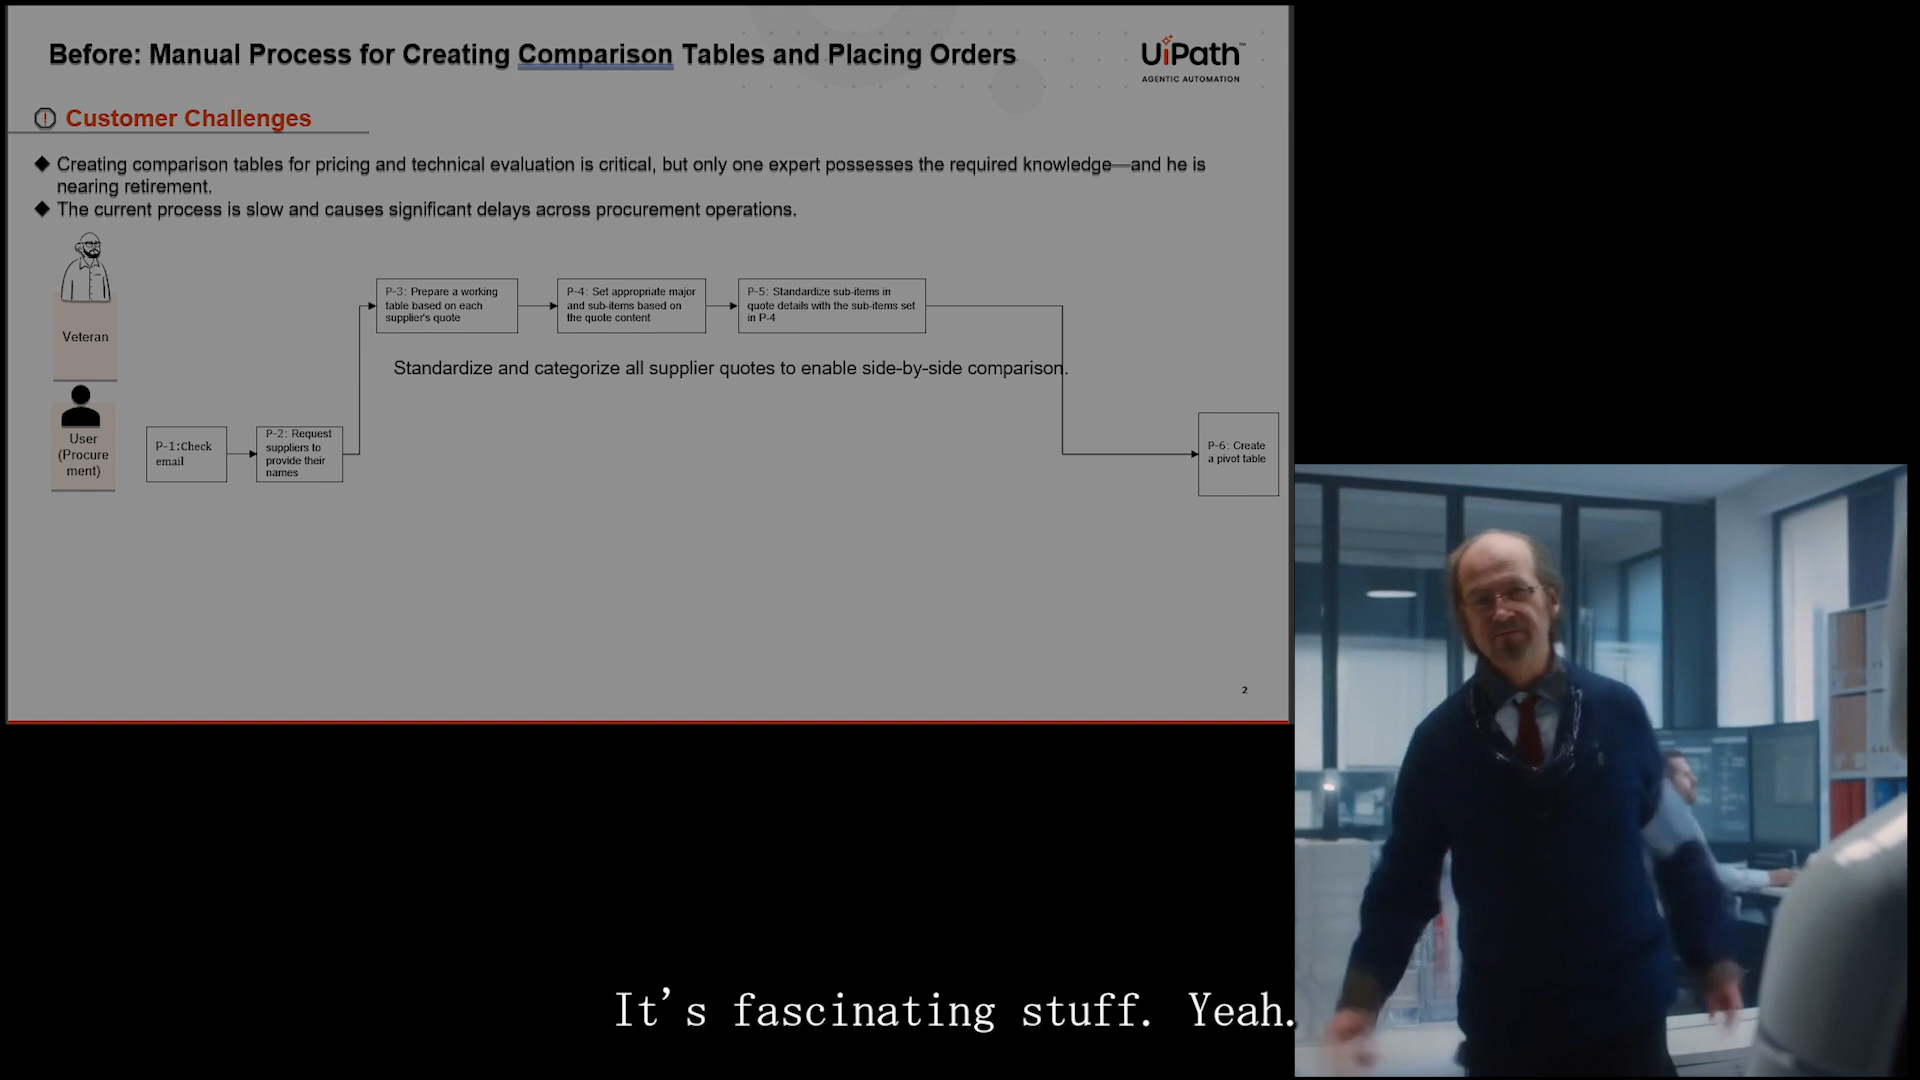 Before: Manual Process for Creating Comparison Tables and Placing Orders
UiPath™
AGENTIC AUTOMATION
Customer Challenges
◆ Creating comparison tables for pricing and technical evaluation is critical, but only one expert possesses the required knowledge—and he is
nearing retirement.
◆ The current process is slow and causes significant delays across procurement operations.
Veteran
P-3: Prepare a working
table based on each
supplier's quote
P-4: Set appropriate major
and sub-items based on
the quote content
P-5: Standardize sub-items in
quote details with the sub-items set
in P-4
Standardize and categorize all supplier quotes to enable side-by-side comparison.
User
(Procure
ment)
P-1:Check
email
P-2: Request
suppliers to
provide their
names
P-6: Create
a pivot table
2
It's fascinating stuff. Yeah.